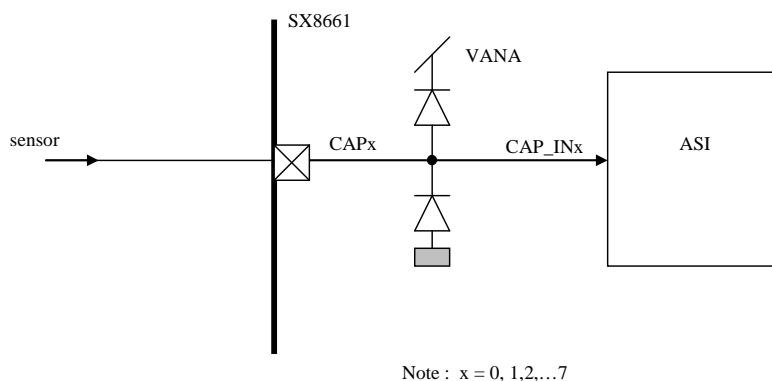 SX8661
VANA
sensor
CAPx
CAP_INx
ASI
Note : x = 0, 1,2,…7